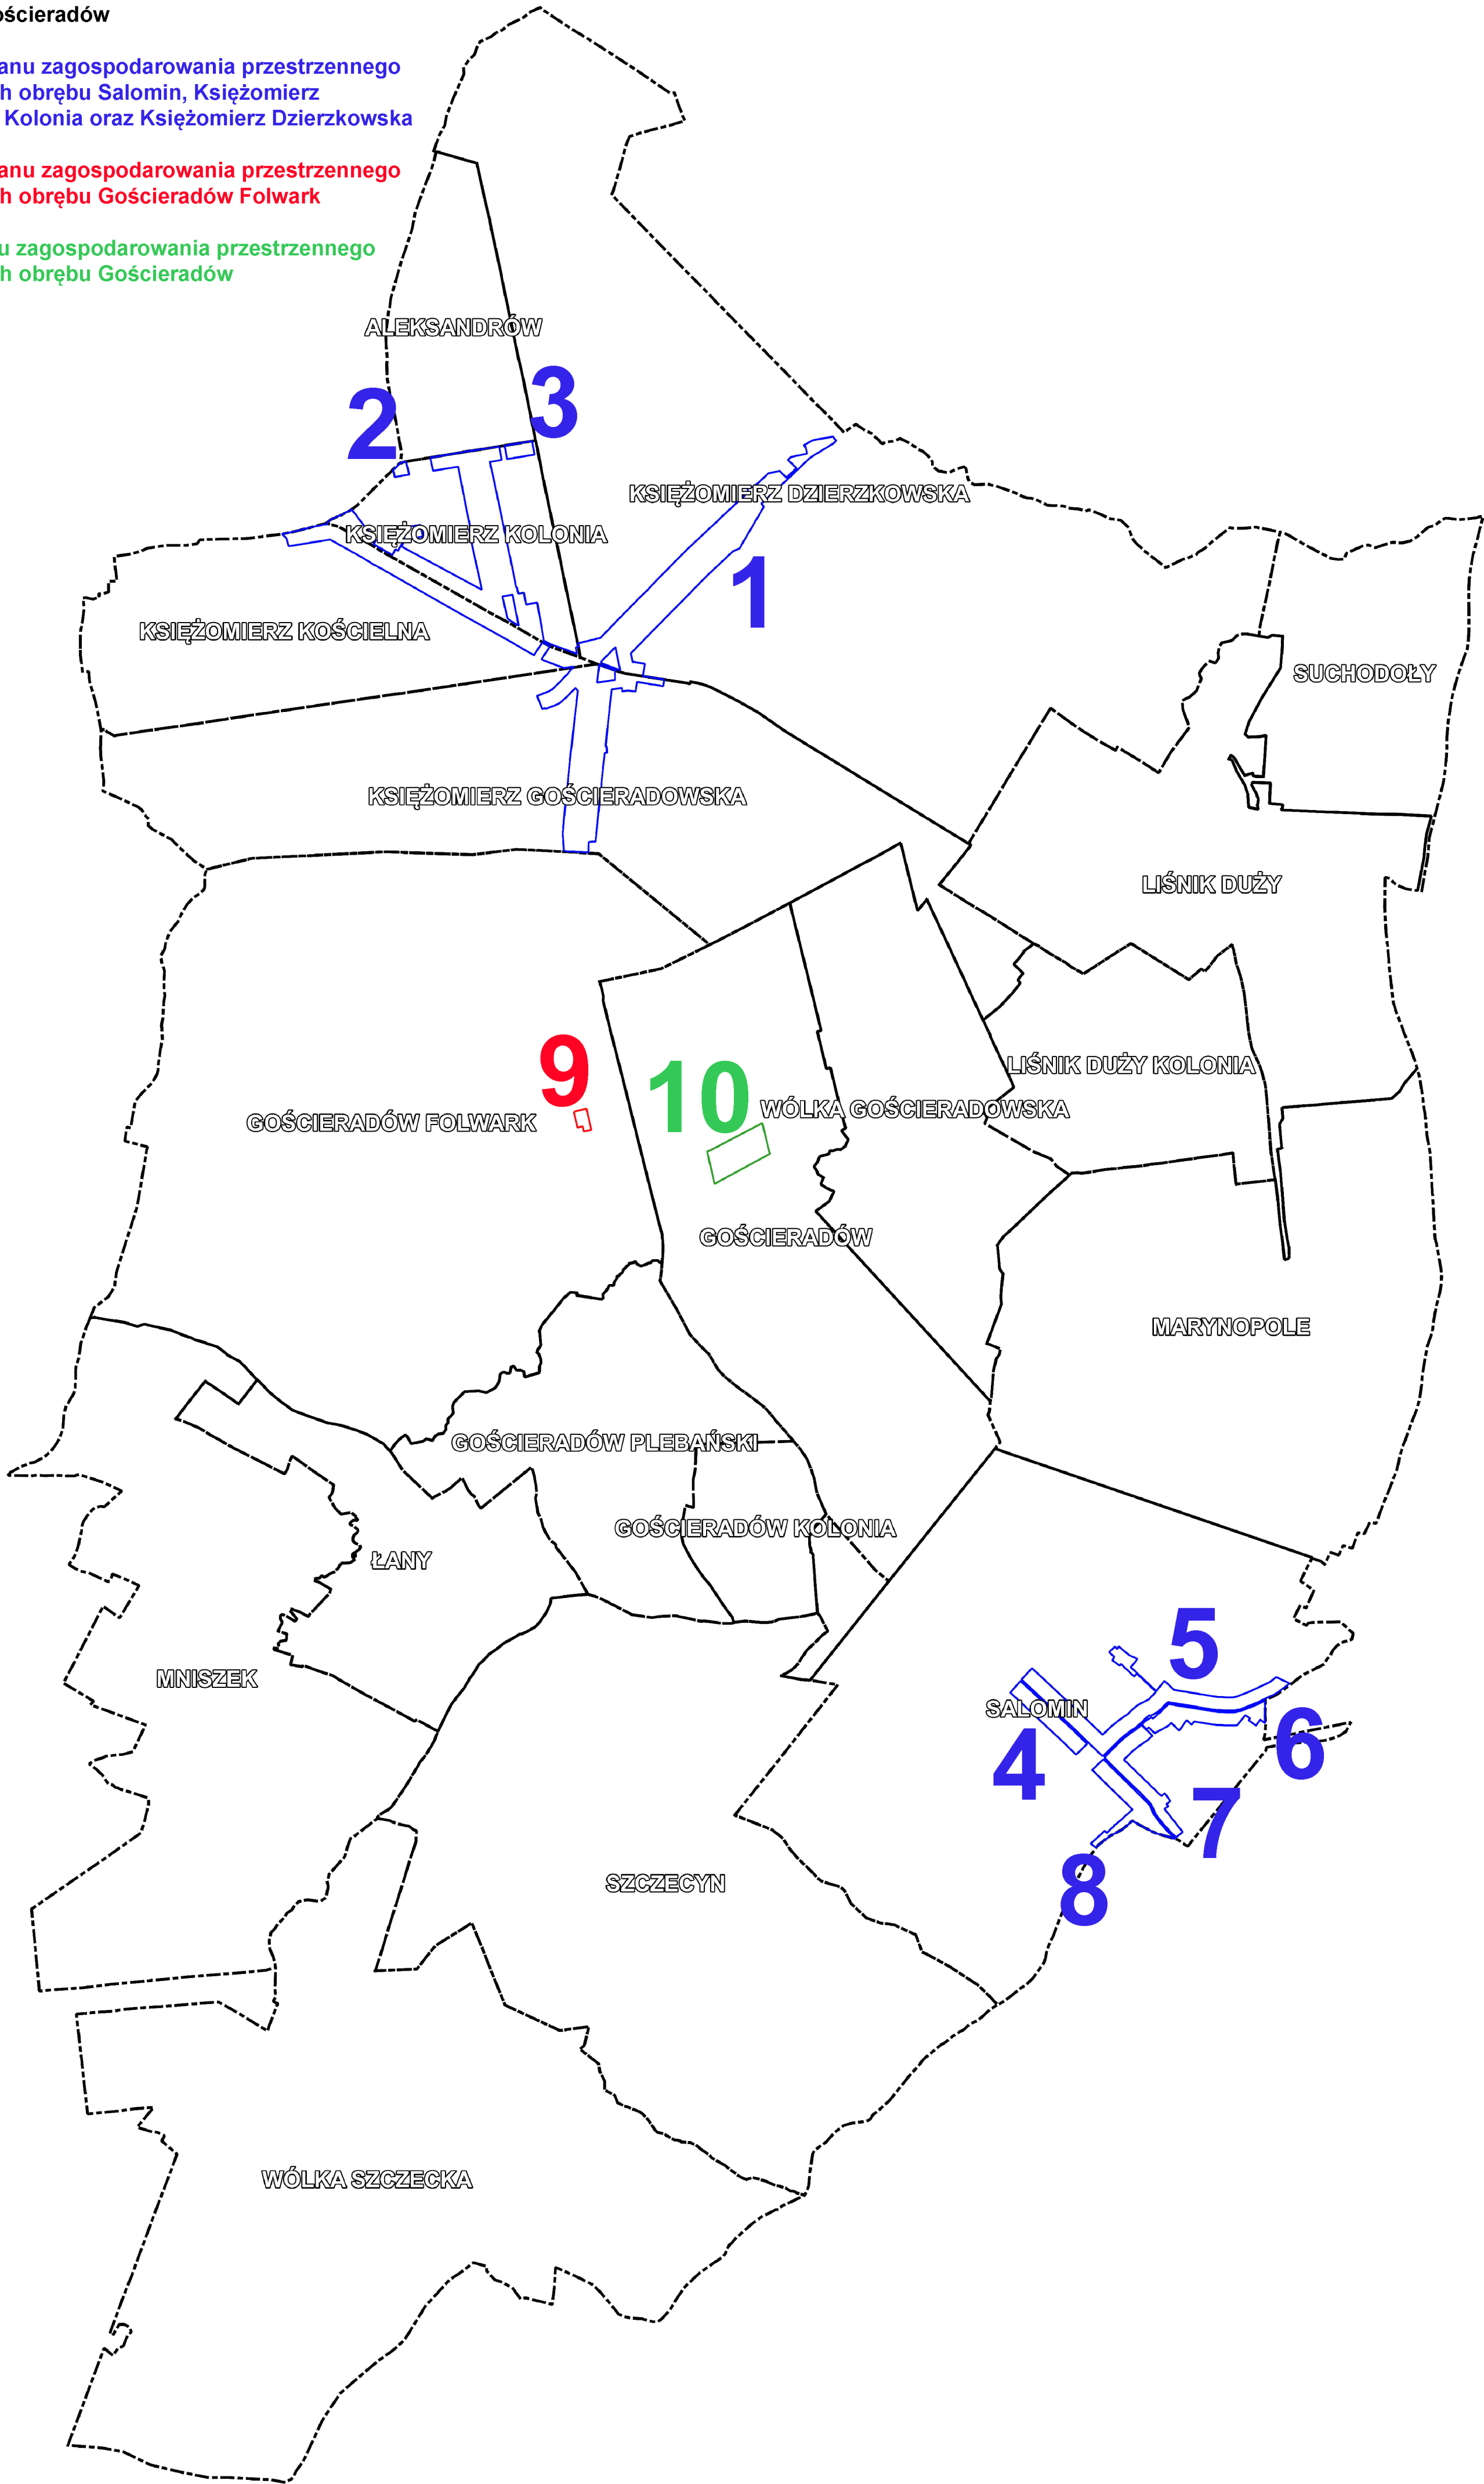 ościeradów
anu zagospodarowania przestrzennego
h obrębu Salomin, Księżomierz
Kolonia oraz Księżomierz Dzierzkowska
anu zagospodarowania przestrzennego
h obrębu Gościeradów Folwark
u zagospodarowania przestrzennego
h obrębu Gościeradów
ALEKSANDRÓW
3
2
KSIĘŻOMIERZ DZIERZKOWSKA
KSIĘŻOMIERZ KOLONIA
1
KSIĘŻOMIERZ KOŚCIELNA
SUCHODOŁY
KSIĘŻOMIERZ GOŚCIERADOWSKA
LIŚNIK DUŻY
9
10
LIŚNIK DUŻY KOLONIA
WÓLKA GOŚCIERADOWSKA
GOŚCIERADÓW FOLWARK
GOŚCIERADÓW
MARYNOPOLE
GOŚCIERADÓW PLEBAŃSKI
GOŚCIERADÓW KOLONIA
ŁANY
5
MNISZEK
SALOMIN
6
4
7
8
SZCZECYN
WÓLKA SZCZECKA